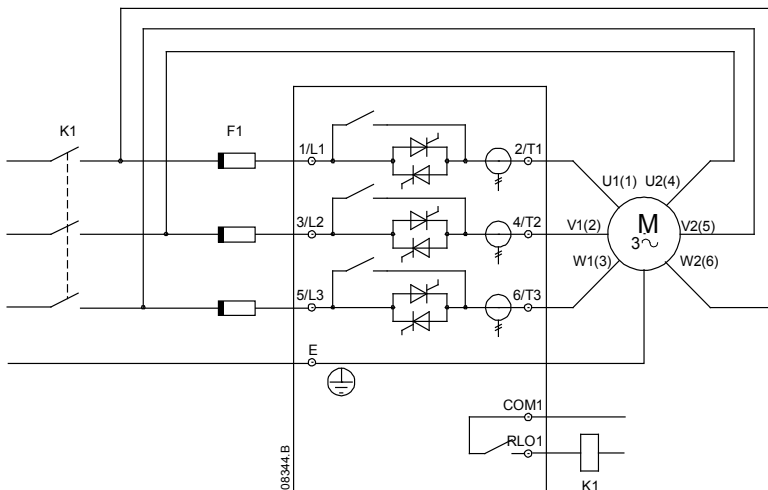 K1
F1
1/L1
2/T1
U1(1) U2(4)
3/L2
4/T2
V1(2)
M
3~
V2(5)
W1(3)
W2(6)
5/L3
6/T3
E
COM1
RLO1
K1
08344.B